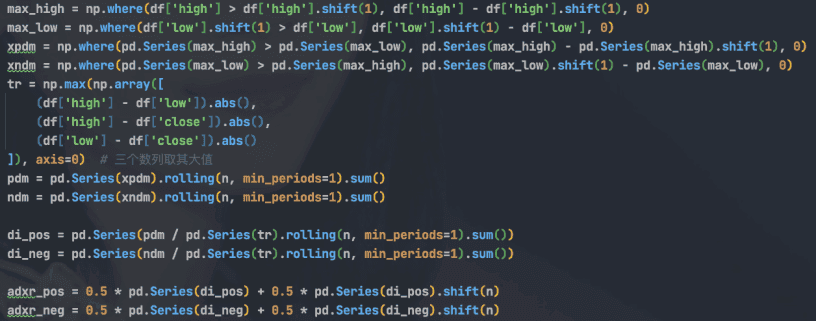 max_high = np.where(df['high'] > df['high'].shift(1), df['high'] - df['high'].shift(1), 0)
max_low = np.where(df['low'].shift(1) > df['low'], df['low'].shift(1) - df['low'], 0)
xpdm = np.where(pd.Series(max_high) > pd.Series(max_low), pd.Series(max_high) - pd.Series(max_high).shift(1), 0)
xndm = np.where(pd.Series(max_low) > pd.Series(max_high), pd.Series(max_low).shift(1) - pd.Series(max_low), 0)
tr = np.max(np.array([
    (df['high'] - df['low']).abs(),
    (df['high'] - df['close']).abs(),
    (df['low'] - df['close']).abs()
]), axis=0)  # 三个数列取其大值
pdm = pd.Series(xpdm).rolling(n, min_periods=1).sum()
ndm = pd.Series(xndm).rolling(n, min_periods=1).sum()

di_pos = pd.Series(pdm / pd.Series(tr).rolling(n, min_periods=1).sum())
di_neg = pd.Series(ndm / pd.Series(tr).rolling(n, min_periods=1).sum())

adxr_pos = 0.5 * pd.Series(di_pos) + 0.5 * pd.Series(di_pos).shift(n)
adxr_neg = 0.5 * pd.Series(di_neg) + 0.5 * pd.Series(di_neg).shift(n)